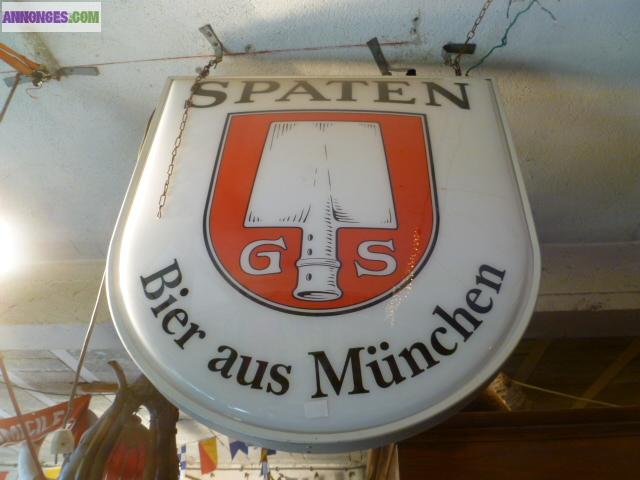 ANNONCES.COM
SPATEN
G S
Bier aus München